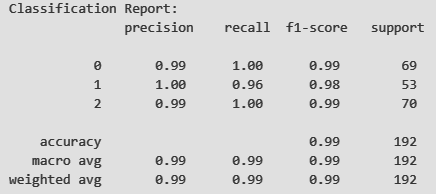 Classification Report:
precision recall f1-score support
0 0.99 1.00 0.99 69
1 1.00 0.96 0.98 53
2 0.99 1.00 0.99 70
accuracy 0.99 192
macro avg 0.99 0.99 0.99 192
weighted avg 0.99 0.99 0.99 192